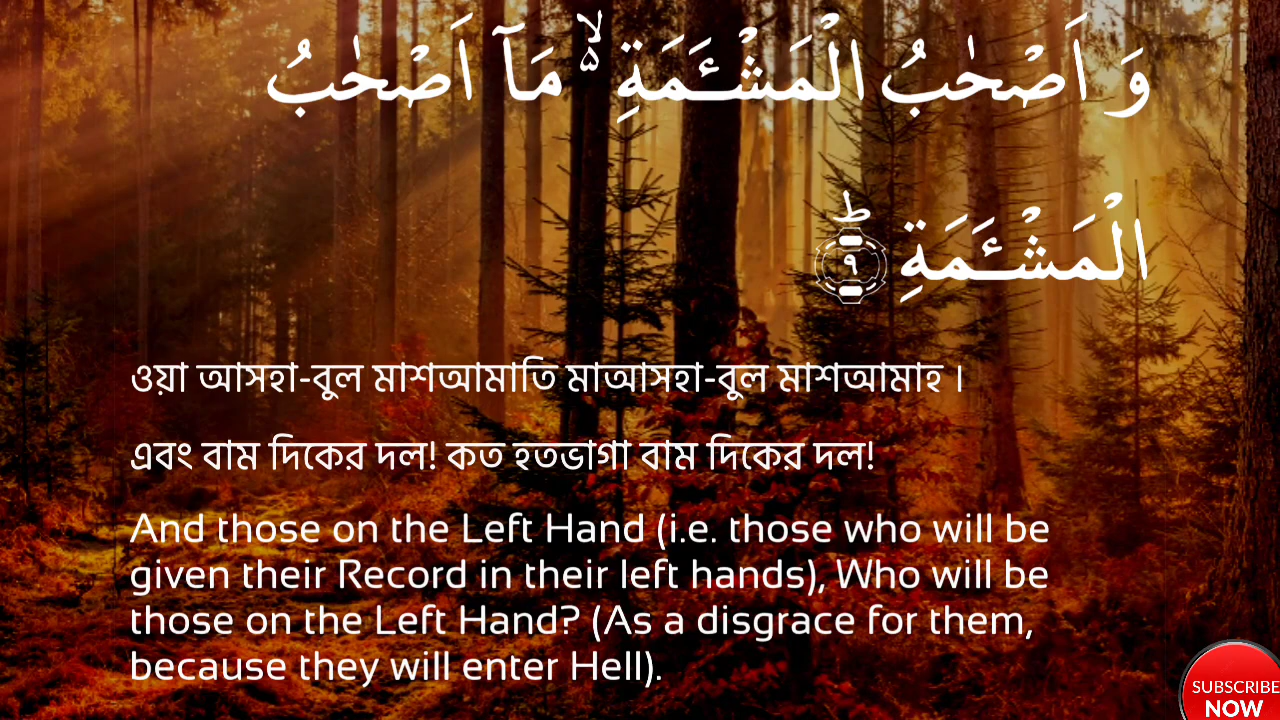 وَ اَصْحٰبُ الْمَشْـَٔمَةِ ۙ۵ مَاۤ اَصْحٰبُ
الْمَشْـَٔمَةِ ؕ۹
ওয়া আসহা-বুল মাশআমাতি মাআসহা-বুল মাশআমাহ ।
এবং বাম দিকের দল! কত হতভাগা বাম দিকের দল!
And those on the Left Hand (i.e. those who will be
given their Record in their left hands), Who will be
those on the Left Hand? (As a disgrace for them,
because they will enter Hell).
SUBSCRIBE
NOW